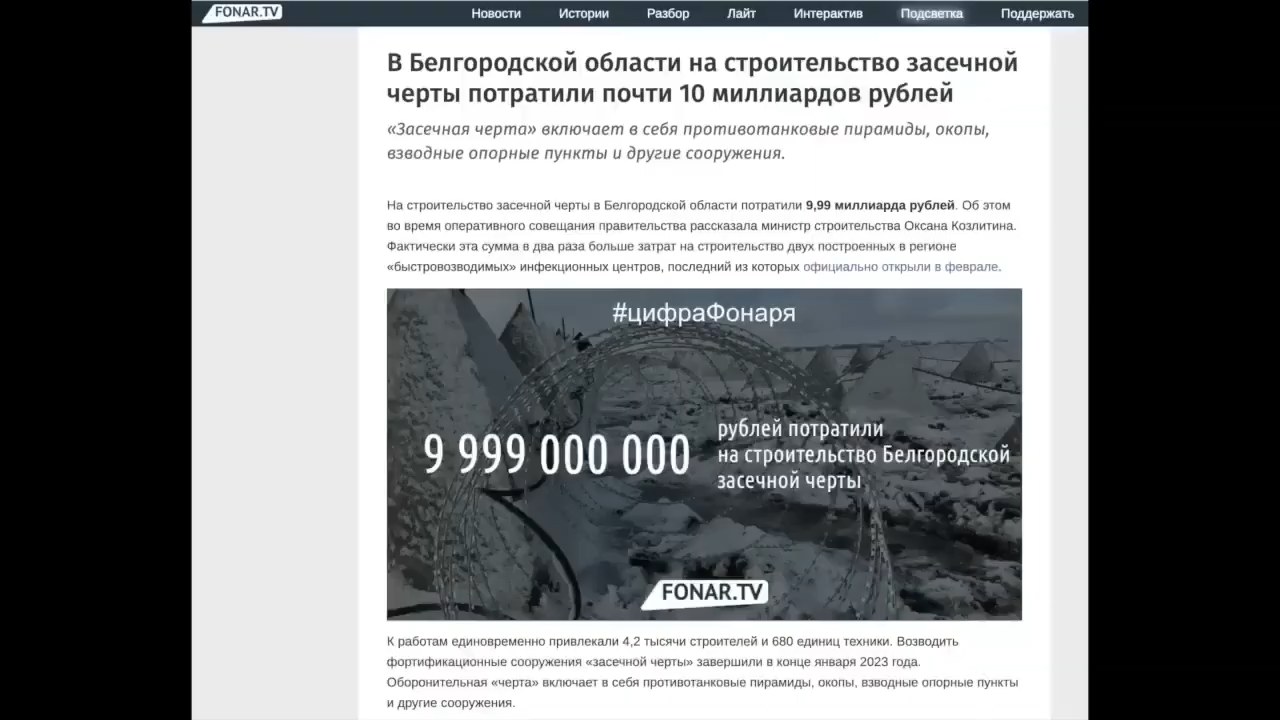 FONAR.TV
Новости
Истории
Разбор
Лайт
Интерактив
Подсветка
Поддержать
В Белгородской области на строительство засечной
черты потратили почти 10 миллиардов рублей
«Засечная черта» включает в себя противотанковые пирамиды, окопы,
взводные опорные пункты и другие сооружения.
На строительство засечной черты в Белгородской области потратили 9,99 миллиарда рублей. Об этом
во время оперативного совещания правительства рассказала министр строительства Оксана Козлитина.
Фактически эта сумма в два раза больше затрат на строительство двух построенных в регионе
«быстровозводимых» инфекционных центров, последний из которых официально открыли в феврале.
#цифраФонаря
9 999 000 000
рублей потратили
на строительство Белгородской
засечной черты
FONAR.TV
К работам единовременно привлекали 4,2 тысячи строителей и 680 единиц техники. Возводить
фортификационные сооружения «засечной черты» завершили в конце января 2023 года.
Оборонительная «черта» включает в себя противотанковые пирамиды, окопы, взводные опорные пункты
и другие сооружения.